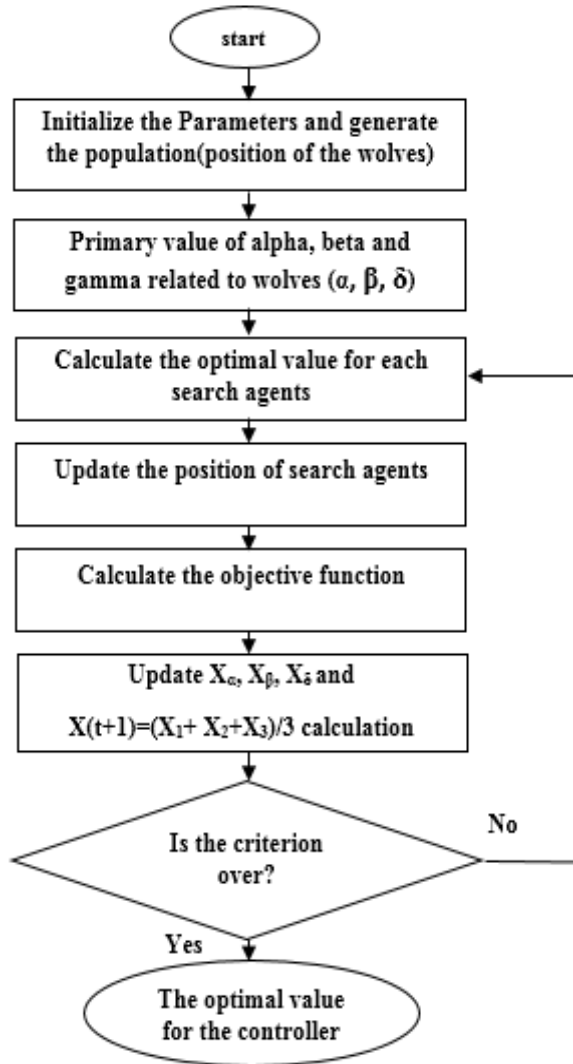 start
Initialize the Parameters and generate
the population(position of the wolves)
Primary value of alpha, beta and
gamma related to wolves (α, β, δ)
Calculate the optimal value for each
search agents
Update the position of search agents
Calculate the objective function
Update Xα, Xβ, Xδ and
X(t+1)=(X₁+ X₂+X₃)/3 calculation
Is the criterion
over?
No
Yes
The optimal value
for the controller